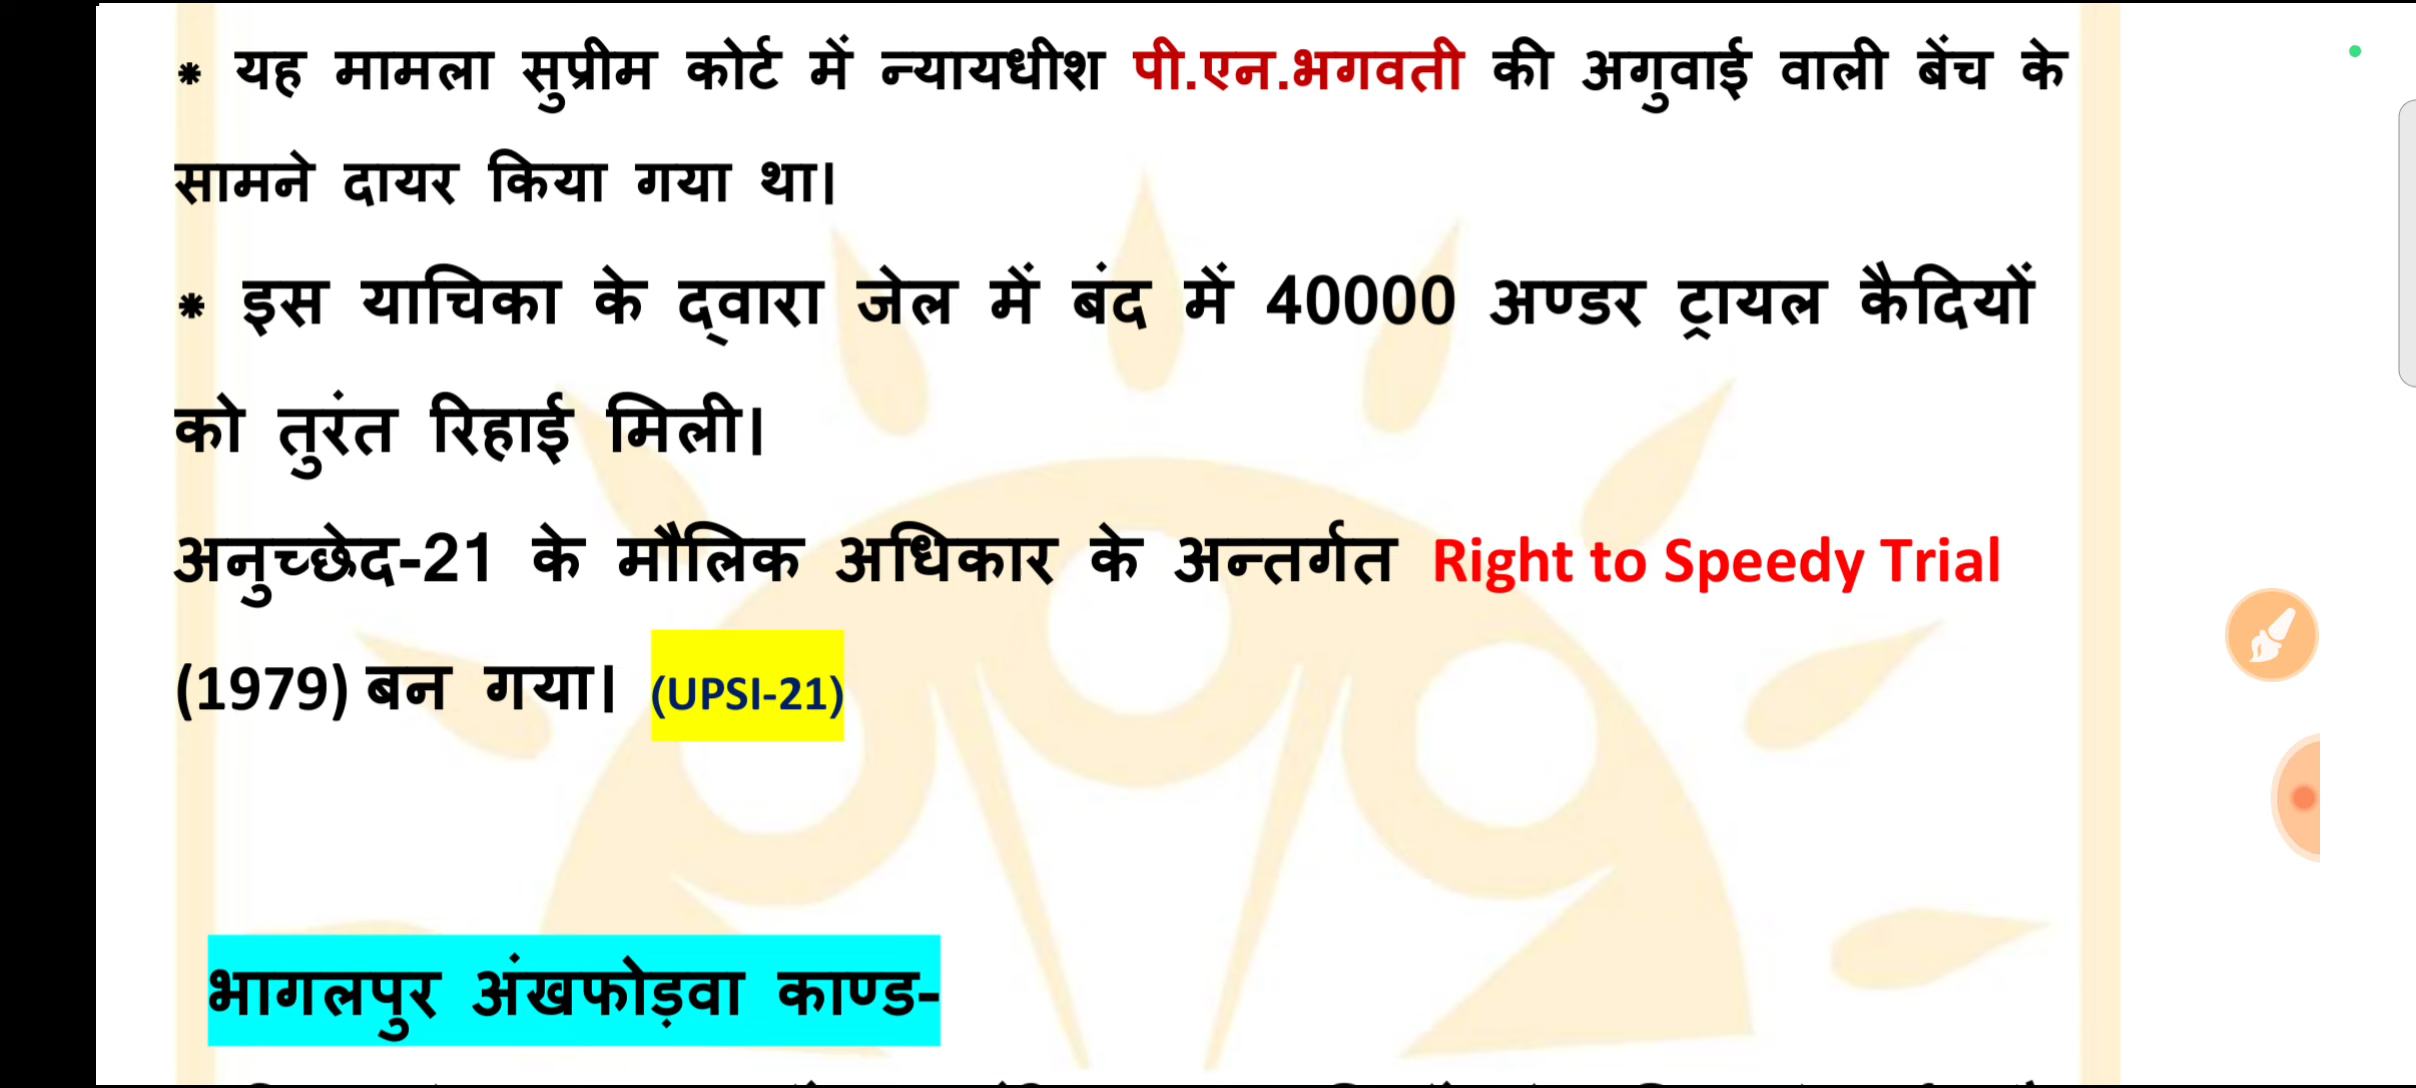 * यह मामला सुप्रीम कोर्ट में न्यायधीश पी.एन.भगवती की अगुवाई वाली बेंच के
सामने दायर किया गया था।
* इस याचिका के द्वारा जेल में बंद में 40000 अण्डर ट्रायल कैदियों
को तुरंत रिहाई मिली।
अनुच्छेद-21 के मौलिक अधिकार के अन्तर्गत Right to Speedy Trial
(1979) बन गया। (UPSI-21)
भागलपुर अंखफोड़वा काण्ड-